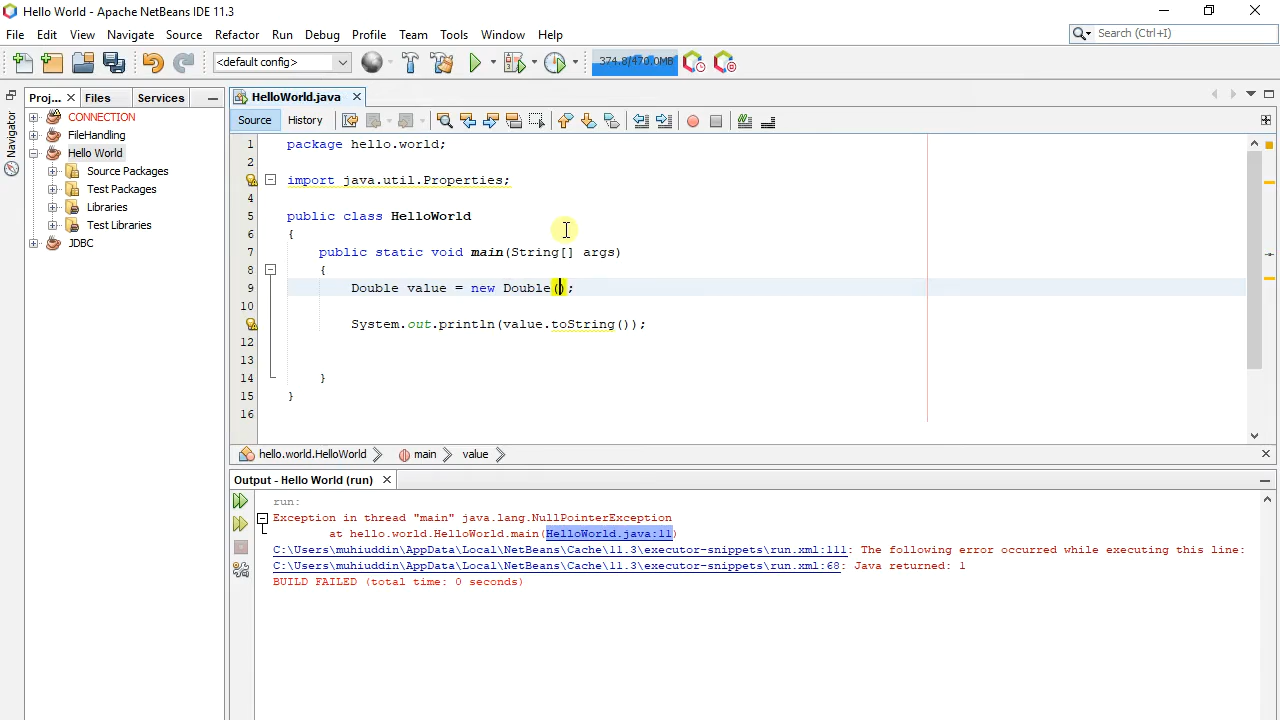 Hello World - Apache NetBeans IDE 11.3
File Edit View Navigate Source Refactor Run Debug Profile Team Tools Window Help
Search (Ctrl+I)
<default config>
374.8/470.0MB
Proj... Files Services
HelloWorld.java
Source History
Navigator
CONNECTION
FileHandling
Hello World
Source Packages
Test Packages
Libraries
Test Libraries
JDBC
1 package hello.world;
2
import java.util.Properties;
4
5 public class HelloWorld
6 {
7 public static void main(String[] args)
8 {
9 Double value = new Double();
10
System.out.println(value.toString());
12
13
14 }
15 }
16
hello.world.HelloWorld main value
Output - Hello World (run)
run:
Exception in thread "main" java.lang.NullPointerException
at hello.world.HelloWorld.main(HelloWorld.java:11)
C:\Users\muhiuddin\AppData\Local\NetBeans\Cache\11.3\executor-snippets\run.xml:111: The following error occurred while executing this line:
C:\Users\muhiuddin\AppData\Local\NetBeans\Cache\11.3\executor-snippets\run.xml:68: Java returned: 1
BUILD FAILED (total time: 0 seconds)